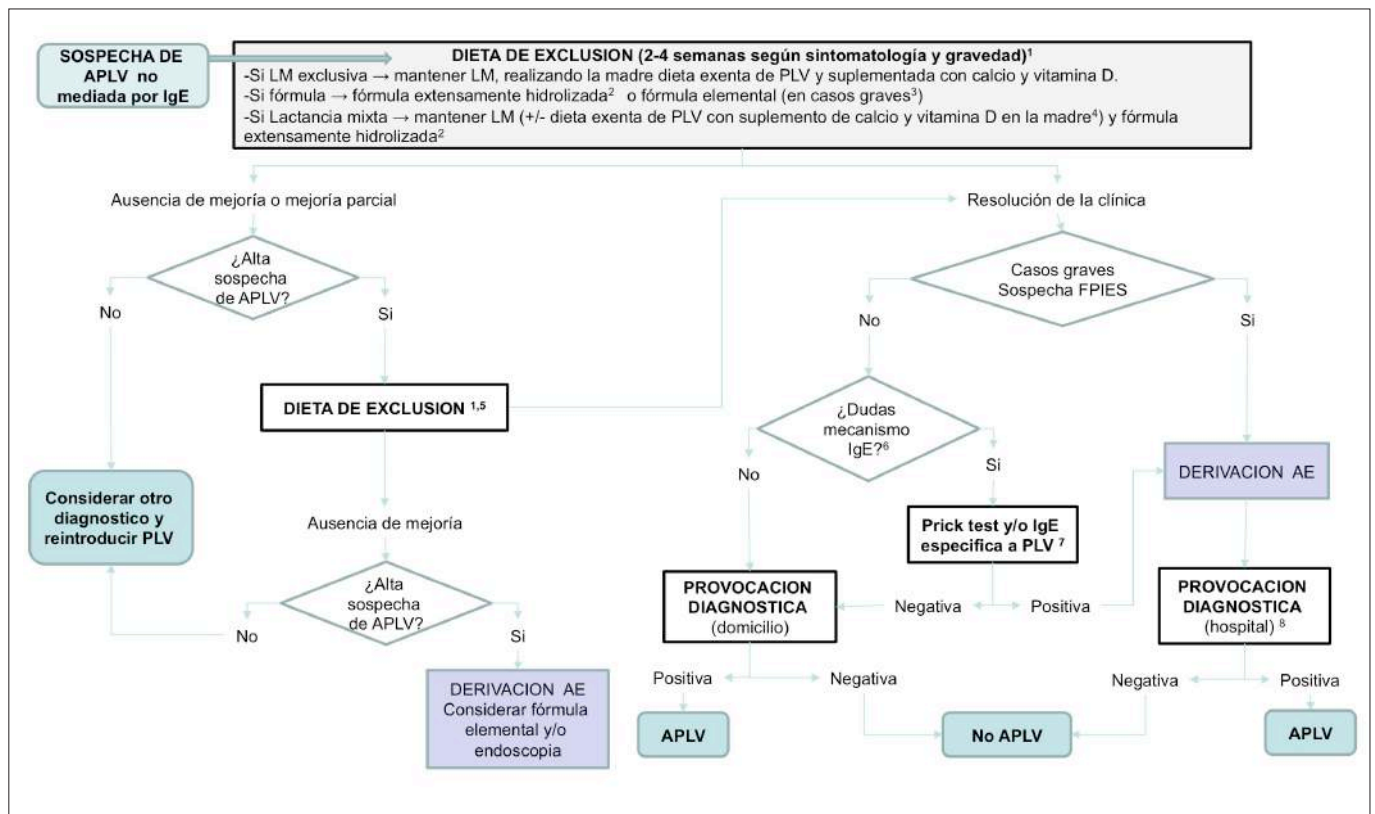 SOSPECHA DE
APLV no
mediada por IgE
DIETA DE EXCLUSION (2-4 semanas según sintomatología y gravedad)¹
-Si LM exclusiva → mantener LM, realizando la madre dieta exenta de PLV y suplementada con calcio y vitamina D.
-Si fórmula → fórmula extensamente hidrolizada² o fórmula elemental (en casos graves³)
-Si Lactancia mixta → mantener LM (+/- dieta exenta de PLV con suplemento de calcio y vitamina D en la madre⁴) y fórmula
extensamente hidrolizada²
Ausencia de mejoría o mejoría parcial
Resolución de la clínica
¿Alta
sospecha
de APLV?
No
Si
Casos graves
Sospecha FPIES
No
Si
DIETA DE EXCLUSION ¹,⁵
¿Dudas
mecanismo
IgE?⁶
No
Si
DERIVACION AE
Considerar otro
diagnostico y
reintroducir PLV
Ausencia de mejoría
Prick test y/o IgE
especifica a PLV ⁷
¿Alta
sospecha
de APLV?
No
Si
PROVOCACION
DIAGNOSTICA
(domicilio)
Negativa
Positiva
PROVOCACION
DIAGNOSTICA
(hospital) ⁸
DERIVACION AE
Considerar fórmula
elemental y/o
endoscopia
Positiva
Negativa
Negativa
Positiva
APLV
No APLV
APLV